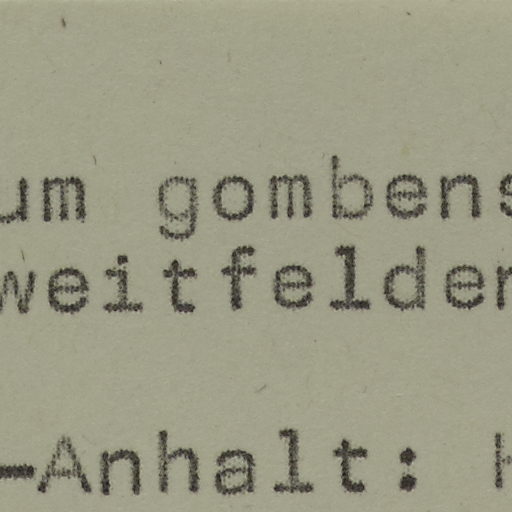 um gombens
weitfelder
-Anhalt: H